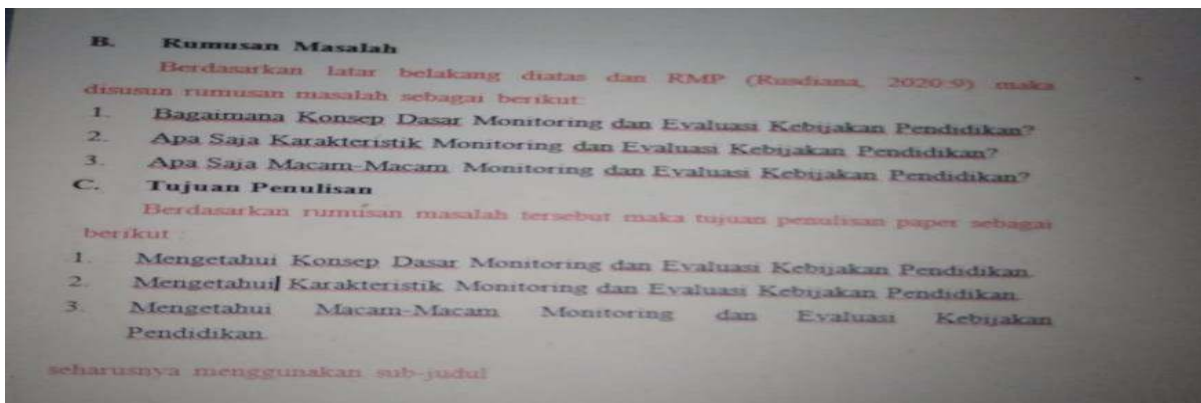 B. Rumusan Masalah
Berdasarkan latar belakang diatas dan RMP (Rusdiana, 2020:9) maka
disusun rumusan masalah sebagai berikut:
1. Bagaimana Konsep Dasar Monitoring dan Evaluasi Kebijakan Pendidikan?
2. Apa Saja Karakteristik Monitoring dan Evaluasi Kebijakan Pendidikan?
3. Apa Saja Macam-Macam Monitoring dan Evaluasi Kebijakan Pendidikan?
C. Tujuan Penulisan
Berdasarkan rumusan masalah tersebut maka tujuan penulisan paper sebagai
berikut :
1. Mengetahui Konsep Dasar Monitoring dan Evaluasi Kebijakan Pendidikan.
2. Mengetahui Karakteristik Monitoring dan Evaluasi Kebijakan Pendidikan.
3. Mengetahui Macam-Macam Monitoring dan Evaluasi Kebijakan
Pendidikan.
seharusnya menggunakan sub-judul